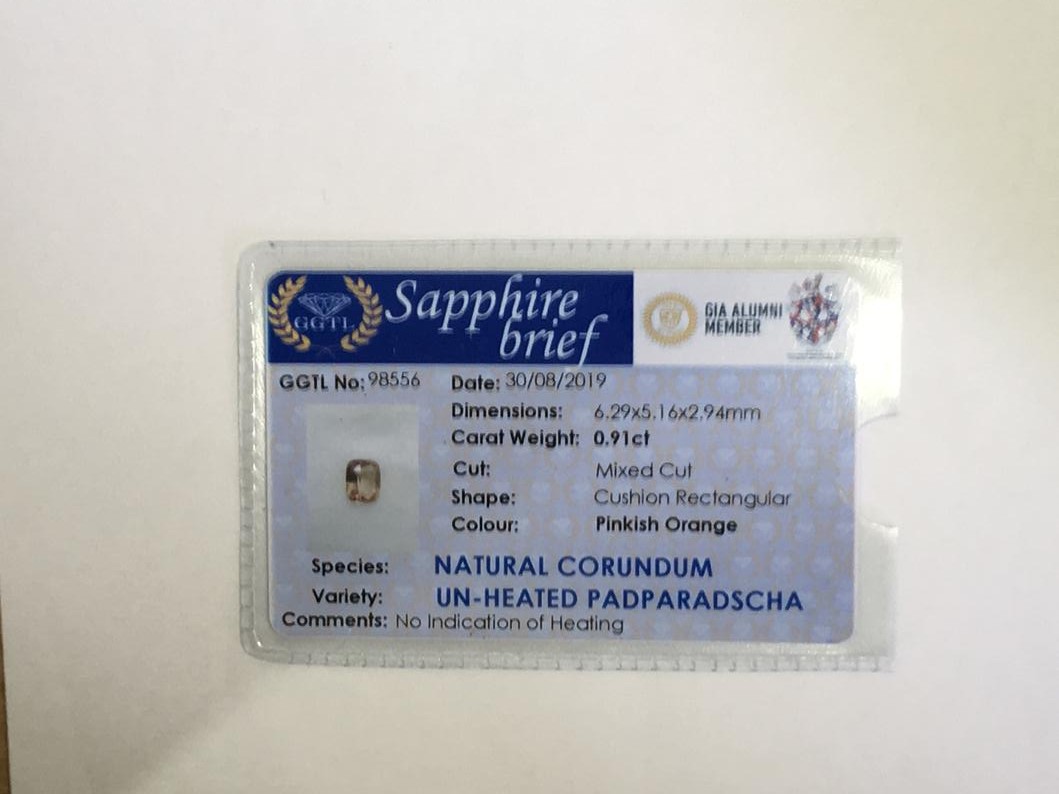 GGTL
Sapphire
brief
GIA ALUMNI
MEMBER
GGTL No: 98556 Date: 30/08/2019
Dimensions: 6.29x5.16x2.94mm
Carat Weight: 0.91ct
Cut: Mixed Cut
Shape: Cushion Rectangular
Colour: Pinkish Orange
Species: NATURAL CORUNDUM
Variety: UN-HEATED PADPARADSCHA
Comments: No Indication of Heating